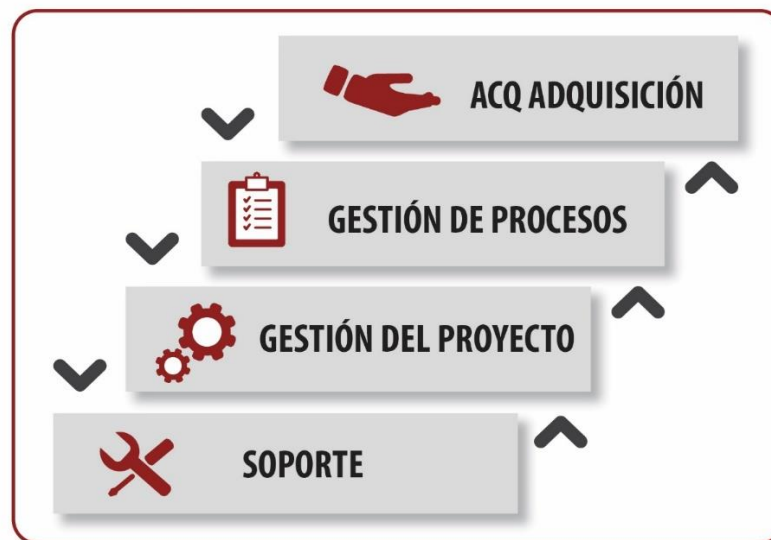 ACQ ADQUISICIÓN
GESTIÓN DE PROCESOS
GESTIÓN DEL PROYECTO
SOPORTE